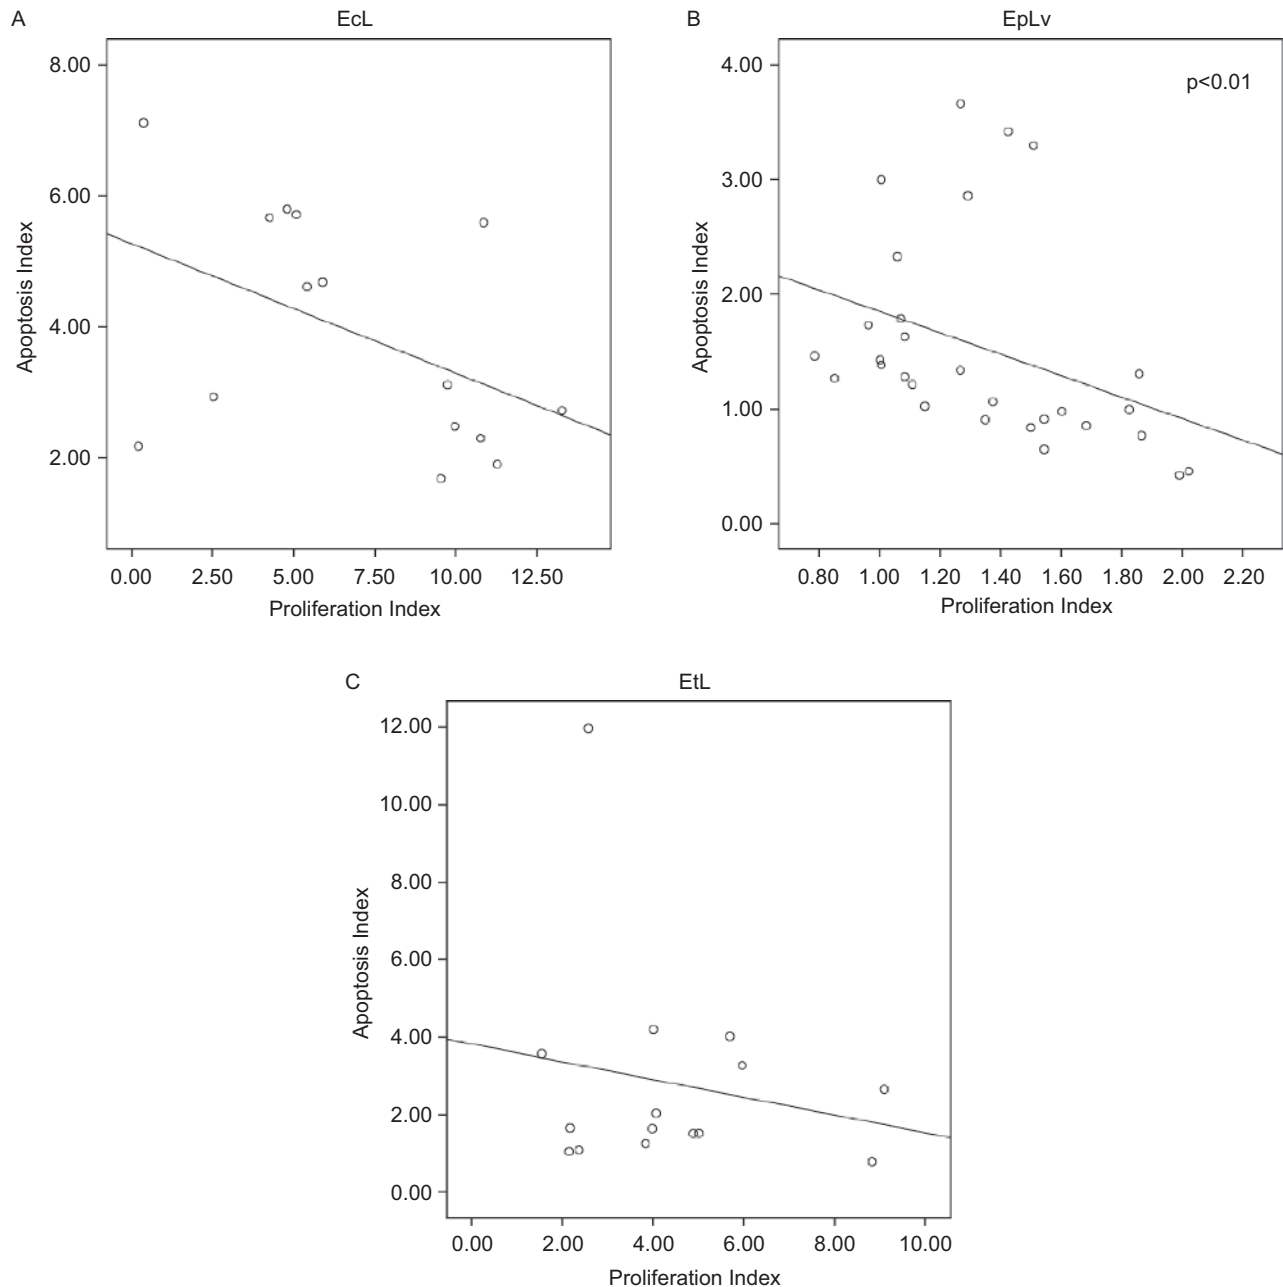 A
EcL
8.00
6.00
4.00
2.00
Apoptosis Index
0.00 2.50 5.00 7.50 10.00 12.50
Proliferation Index
B
EpLv
p<0.01
4.00
3.00
2.00
1.00
0.00
Apoptosis Index
0.80 1.00 1.20 1.40 1.60 1.80 2.00 2.20
Proliferation Index
C
EtL
12.00
10.00
8.00
6.00
4.00
2.00
0.00
Apoptosis Index
0.00 2.00 4.00 6.00 8.00 10.00
Proliferation Index